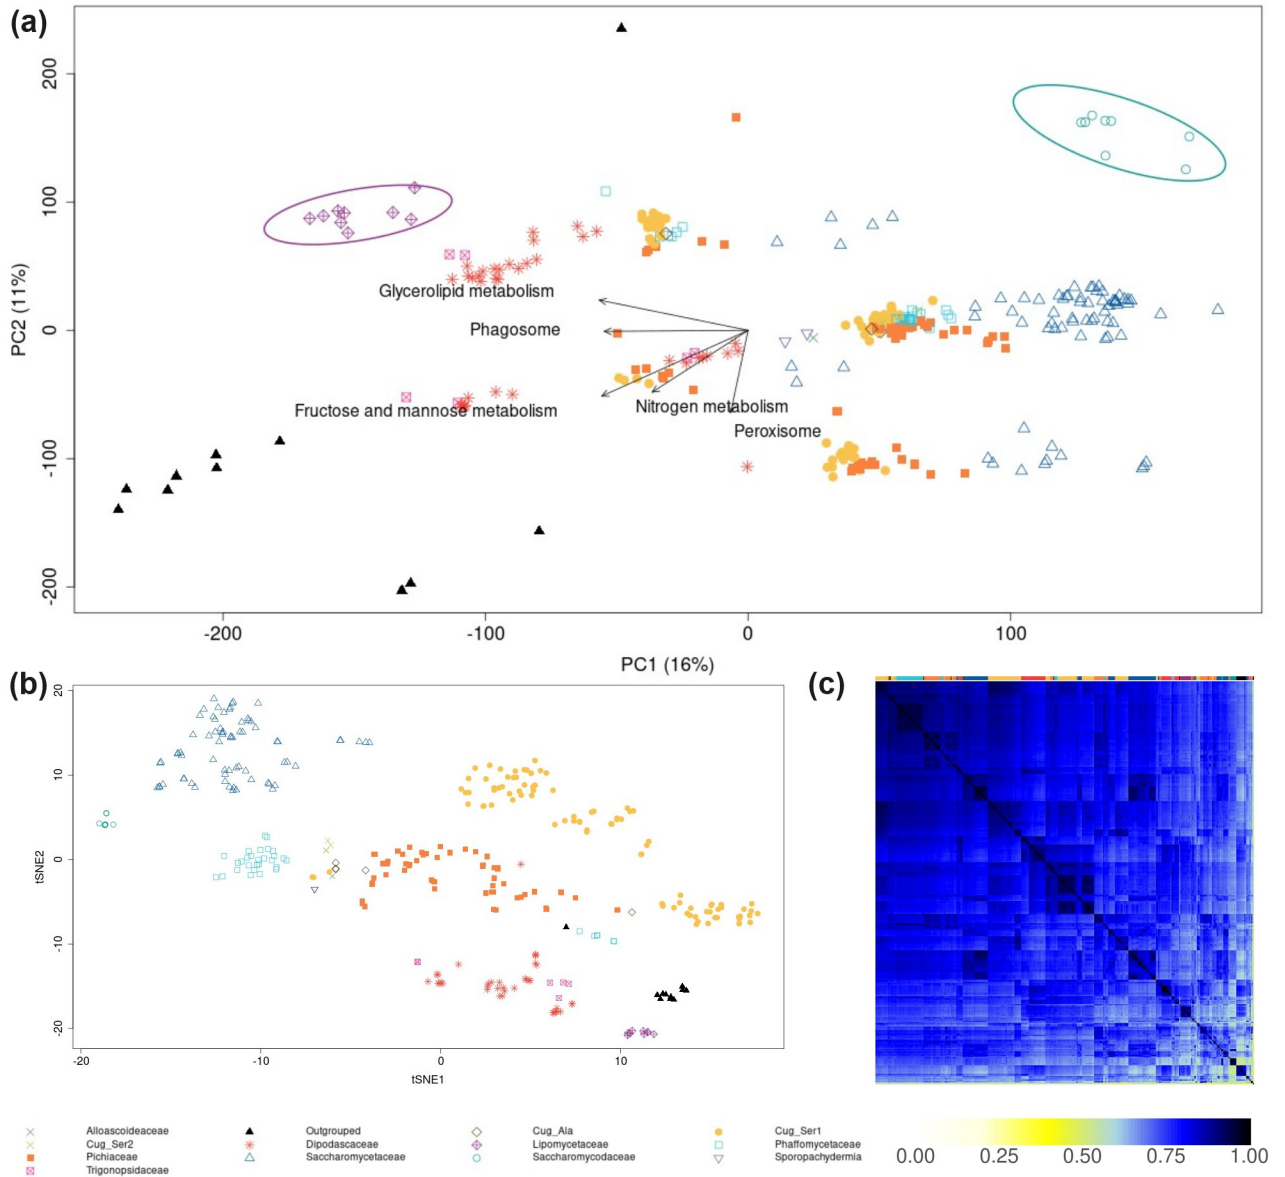 (a)
200
100
0
-100
-200
PC2 (11%)
Glycerolipid metabolism
Phagosome
Fructose and mannose metabolism
Nitrogen metabolism
Peroxisome
-200 -100 0 100
PC1 (16%)
(b)
20
10
0
-10
-20
tSNE2
-20 -10 0 10
tSNE1
(c)
Alloascoideaceae Outgrouped Cug_Ala Cug_Ser1
Cug_Ser2 Dipodascaceae Lipomycetaceae Phaffomycetaceae
Pichiaceae Saccharomycetaceae Saccharomycodaceae Sporopachydermia
Trigonopsidaceae
0.00 0.25 0.50 0.75 1.00